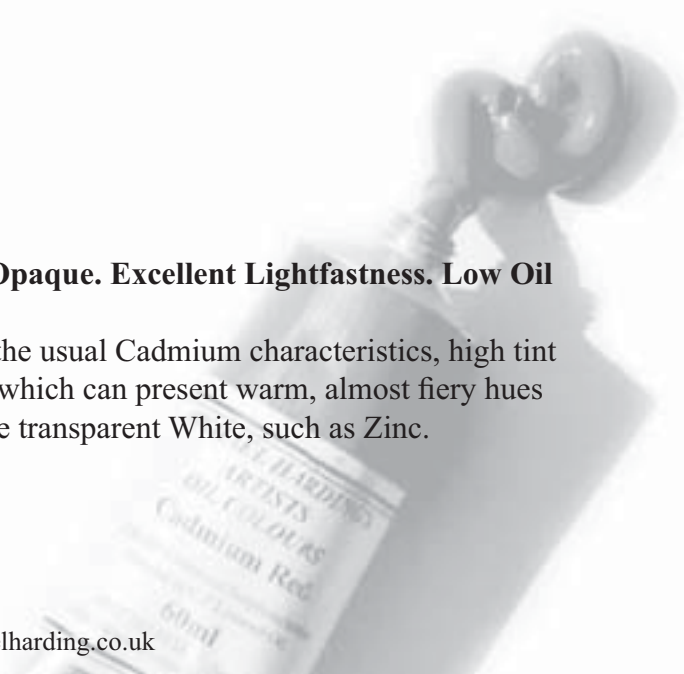 Opaque. Excellent Lightfastness. Low Oil
the usual Cadmium characteristics, high tint
which can present warm, almost fiery hues
e transparent White, such as Zinc.
HARDING'S
ARTISTS
OIL COLOURS
Cadmium Red
60ml
lharding.co.uk